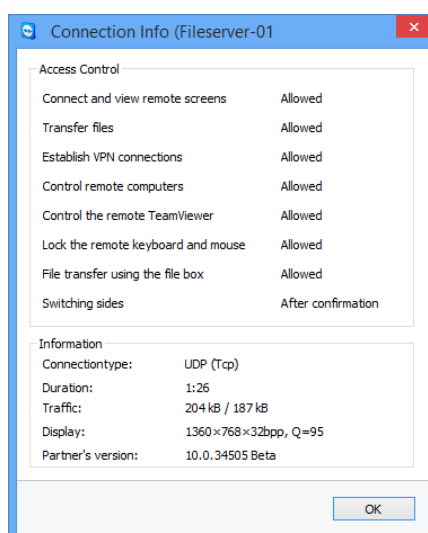 Connection Info (Fileserver-01
Access Control
Connect and view remote screens Allowed
Transfer files Allowed
Establish VPN connections Allowed
Control remote computers Allowed
Control the remote TeamViewer Allowed
Lock the remote keyboard and mouse Allowed
File transfer using the file box Allowed
Switching sides After confirmation
Information
Connectiontype: UDP (Tcp)
Duration: 1:26
Traffic: 204 kB / 187 kB
Display: 1360×768×32bpp, Q=95
Partner's version: 10.0.34505 Beta
OK